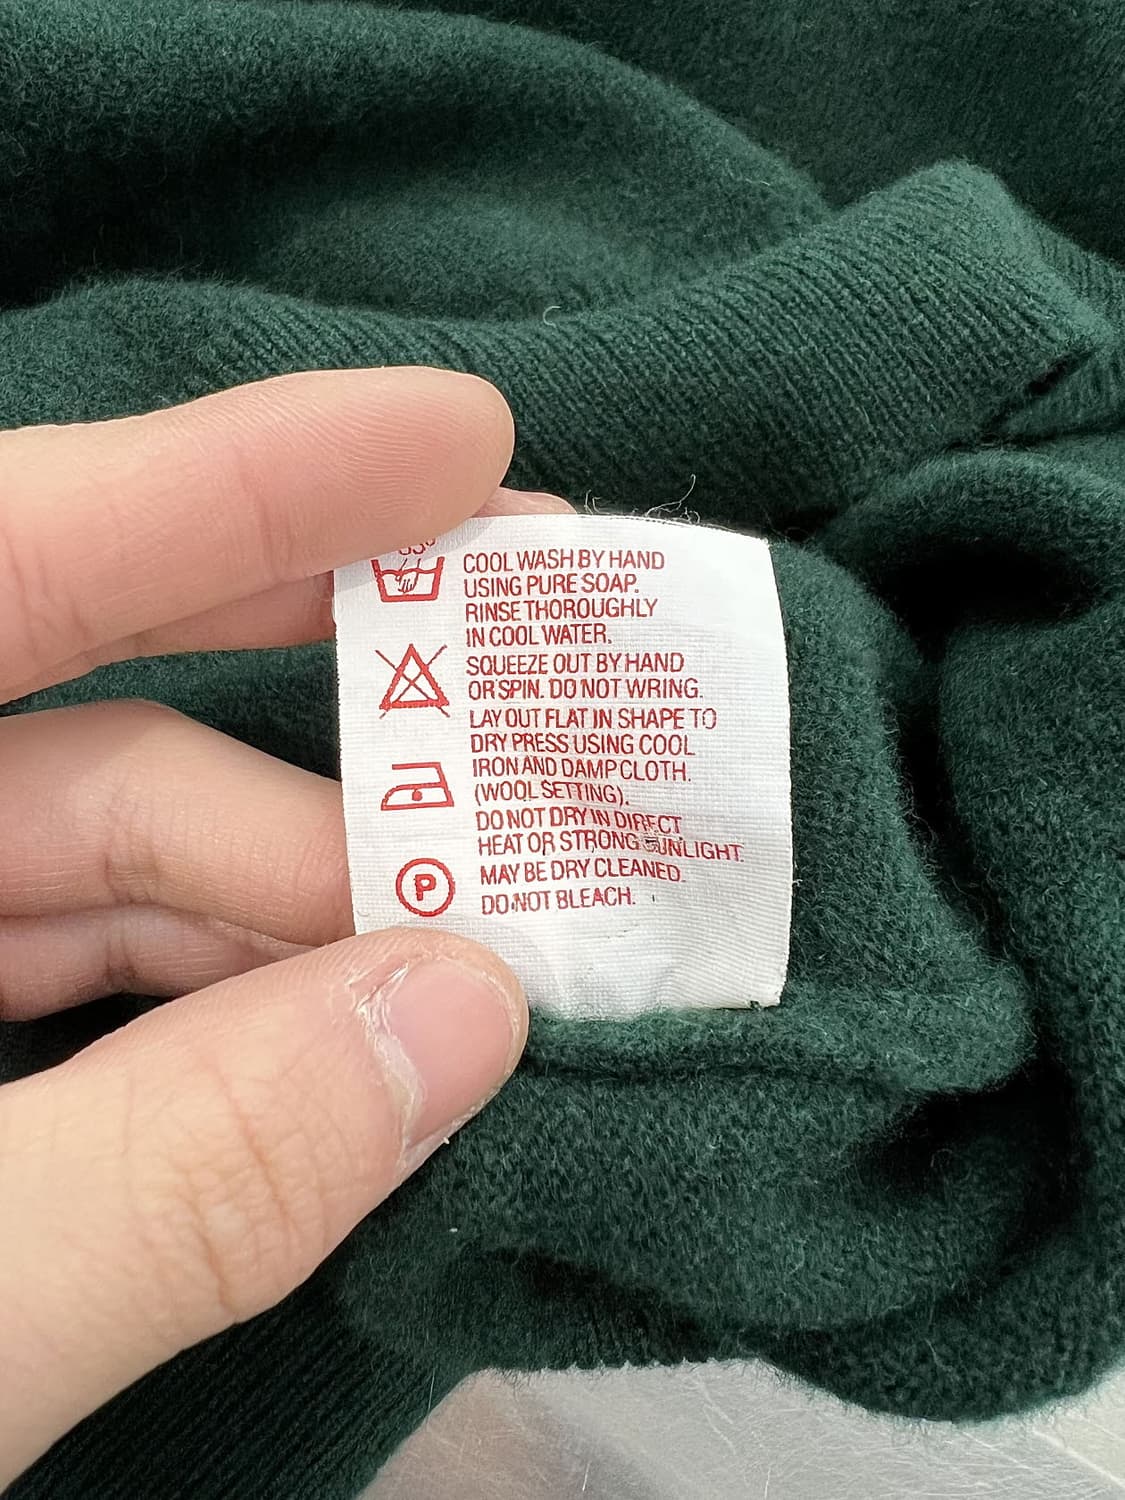 COOL WASH BY HAND
USING PURE SOAP.
RINSE THOROUGHLY
IN COOL WATER.
SQUEEZE OUT BY HAND
OR SPIN. DO NOT WRING.
LAY OUT FLAT IN SHAPE TO
DRY PRESS USING COOL
IRON AND DAMP CLOTH.
(WOOL SETTING).
DO NOT DRY IN DIRECT
HEAT OR STRONG SUNLIGHT.
MAY BE DRY CLEANED.
P
DO NOT BLEACH.